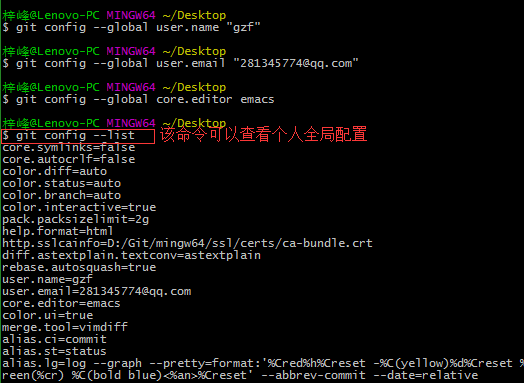 梓峰@Lenovo-PC MINGW64 ~/Desktop
$ git config --global user.name "gzf"
梓峰@Lenovo-PC MINGW64 ~/Desktop
$ git config --global user.email "281345774@qq.com"
梓峰@Lenovo-PC MINGW64 ~/Desktop
$ git config --global core.editor emacs
梓峰@Lenovo-PC MINGW64 ~/Desktop
$ git config --list 该命令可以查看个人全局配置
core.symlinks=false
core.autocrlf=false
color.diff=auto
color.status=auto
color.branch=auto
color.interactive=true
pack.packsizelimit=2g
help.format=html
http.sslcainfo=D:/Git/mingw64/ssl/certs/ca-bundle.crt
diff.astextplain.textconv=astextplain
rebase.autosquash=true
user.name=gzf
user.email=281345774@qq.com
core.editor=emacs
color.ui=true
merge.tool=vimdiff
alias.ci=commit
alias.st=status
alias.lg=log --graph --pretty=format:'%Cred%h%Creset -%C(yellow)%d%Creset %
reen(%cr) %C(bold blue)<%an>%Creset' --abbrev-commit --date=relative